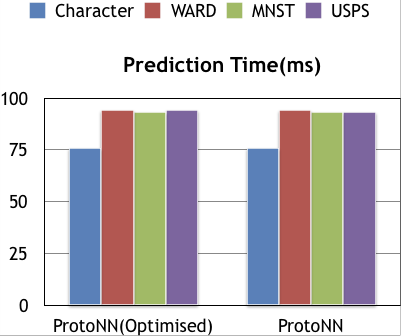 Character WARD MNST USPS
Prediction Time(ms)
100
75
50
25
0
ProtoNN(Optimised) ProtoNN